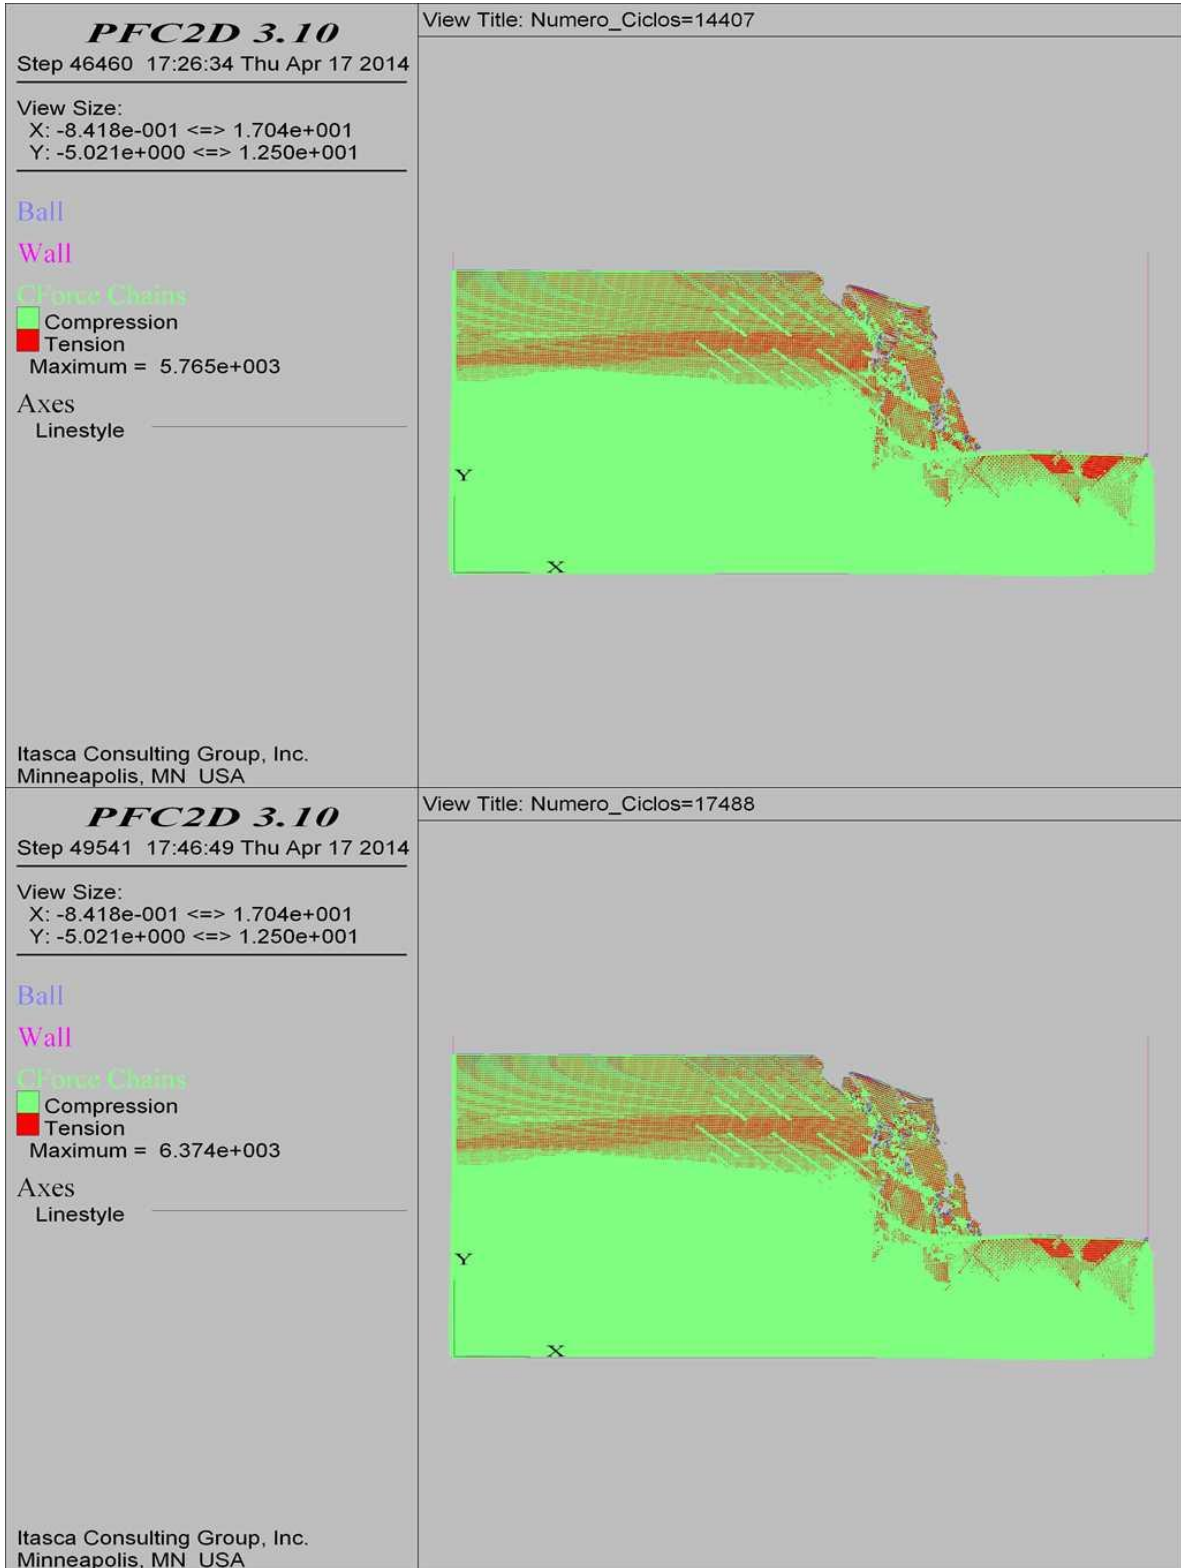 PFC2D 3.10
Step 46460 17:26:34 Thu Apr 17 2014
View Size:
X: -8.418e-001 <=> 1.704e+001
Y: -5.021e+000 <=> 1.250e+001
Ball
Wall
CForce Chains
Compression
Tension
Maximum = 5.765e+003
Axes
Linestyle
Itasca Consulting Group, Inc.
Minneapolis, MN USA
View Title: Numero_Ciclos=14407
Y
X
PFC2D 3.10
Step 49541 17:46:49 Thu Apr 17 2014
View Size:
X: -8.418e-001 <=> 1.704e+001
Y: -5.021e+000 <=> 1.250e+001
Ball
Wall
CForce Chains
Compression
Tension
Maximum = 6.374e+003
Axes
Linestyle
Itasca Consulting Group, Inc.
Minneapolis, MN USA
View Title: Numero_Ciclos=17488
Y
X